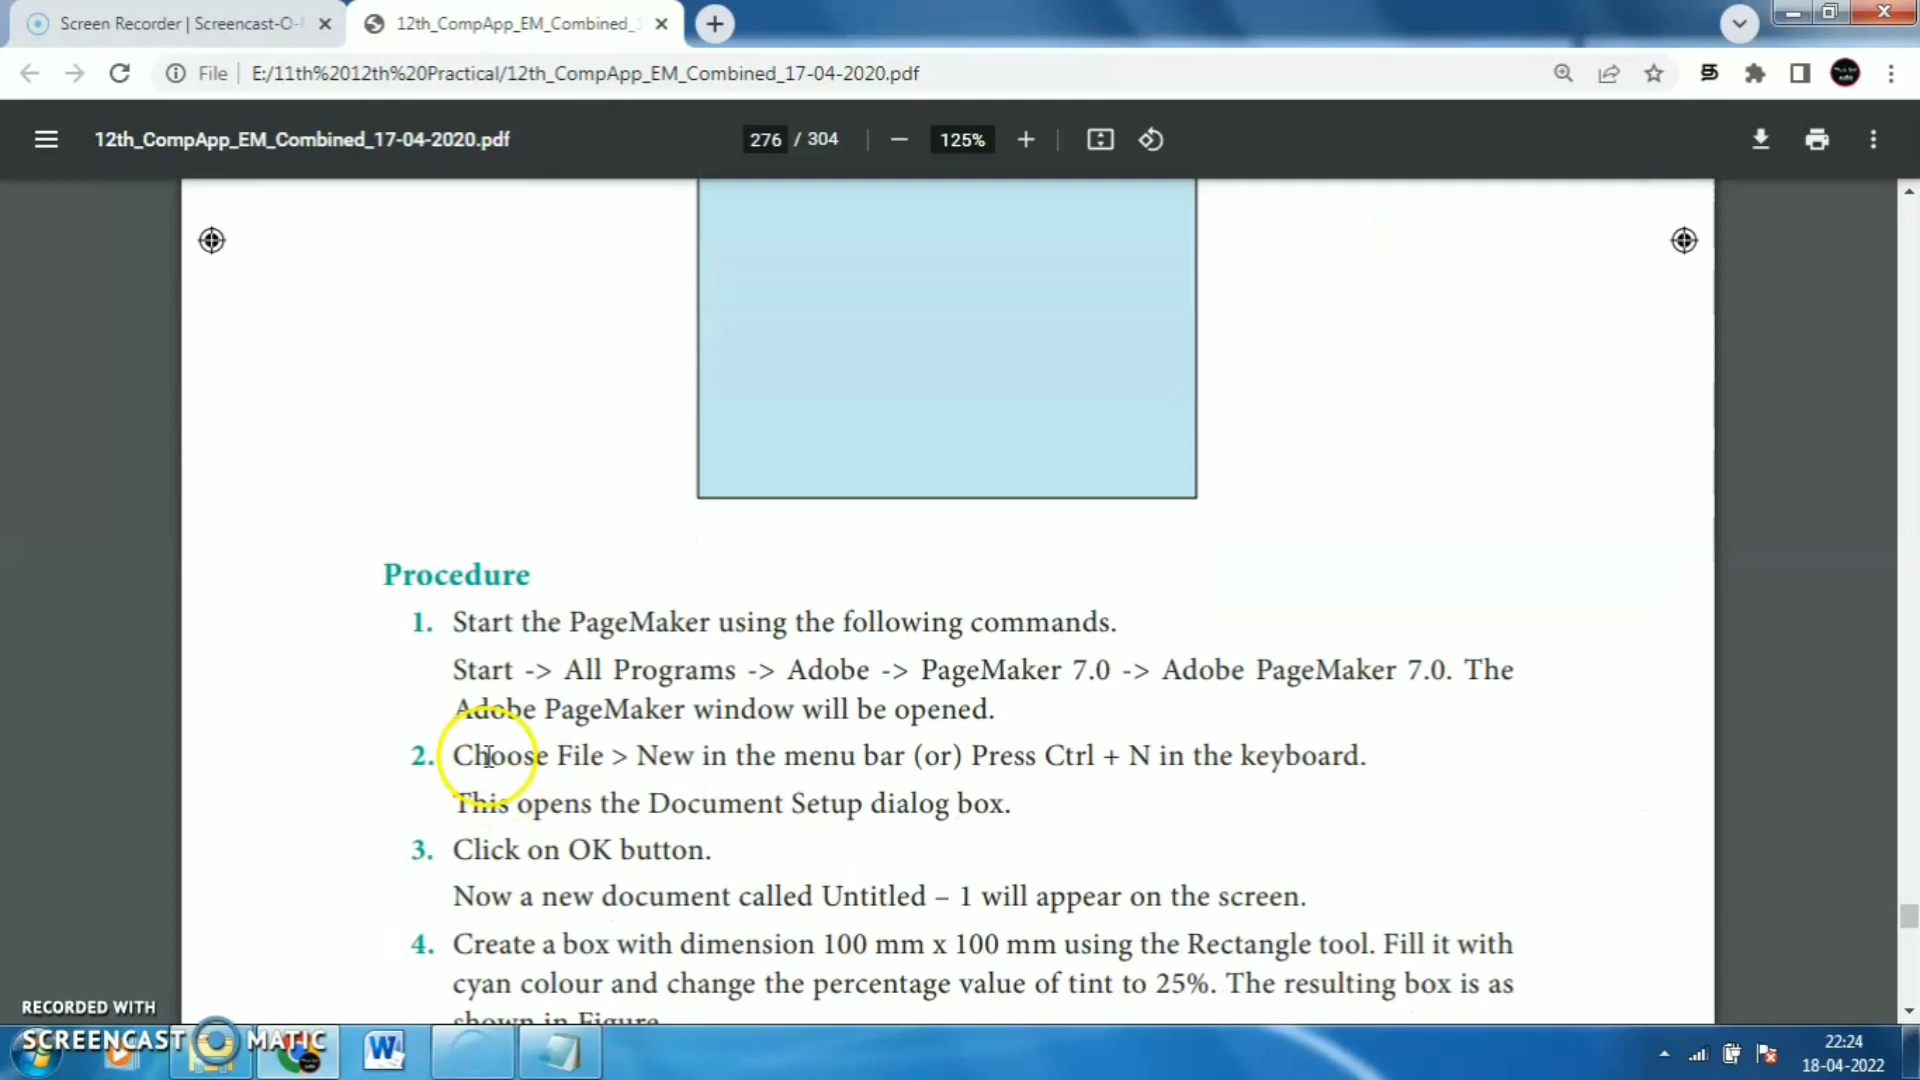 Screen Recorder | Screencast-O-
12th_CompApp_EM_Combined_
File
E:/11th%2012th%20Practical/12th_CompApp_EM_Combined_17-04-2020.pdf
12th_CompApp_EM_Combined_17-04-2020.pdf
276 / 304
125%
Procedure
1. Start the PageMaker using the following commands.
Start -> All Programs -> Adobe -> PageMaker 7.0 -> Adobe PageMaker 7.0. The
Adobe PageMaker window will be opened.
2. Choose File > New in the menu bar (or) Press Ctrl + N in the keyboard.
This opens the Document Setup dialog box.
3. Click on OK button.
Now a new document called Untitled – 1 will appear on the screen.
4. Create a box with dimension 100 mm x 100 mm using the Rectangle tool. Fill it with
cyan colour and change the percentage value of tint to 25%. The resulting box is as
shown in Figure
RECORDED WITH
SCREENCAST MATIC
22:24
18-04-2022